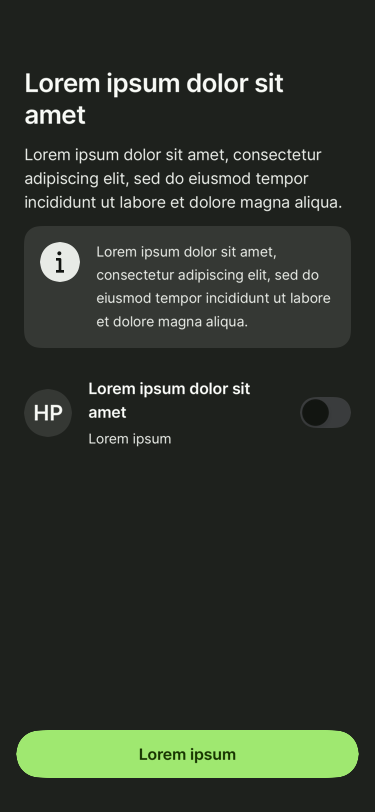 Lorem ipsum dolor sit
amet
Lorem ipsum dolor sit amet, consectetur
adipiscing elit, sed do eiusmod tempor
incididunt ut labore et dolore magna aliqua.
Lorem ipsum dolor sit amet,
consectetur adipiscing elit, sed do
eiusmod tempor incididunt ut labore
et dolore magna aliqua.
HP
Lorem ipsum dolor sit
amet
Lorem ipsum
Lorem ipsum